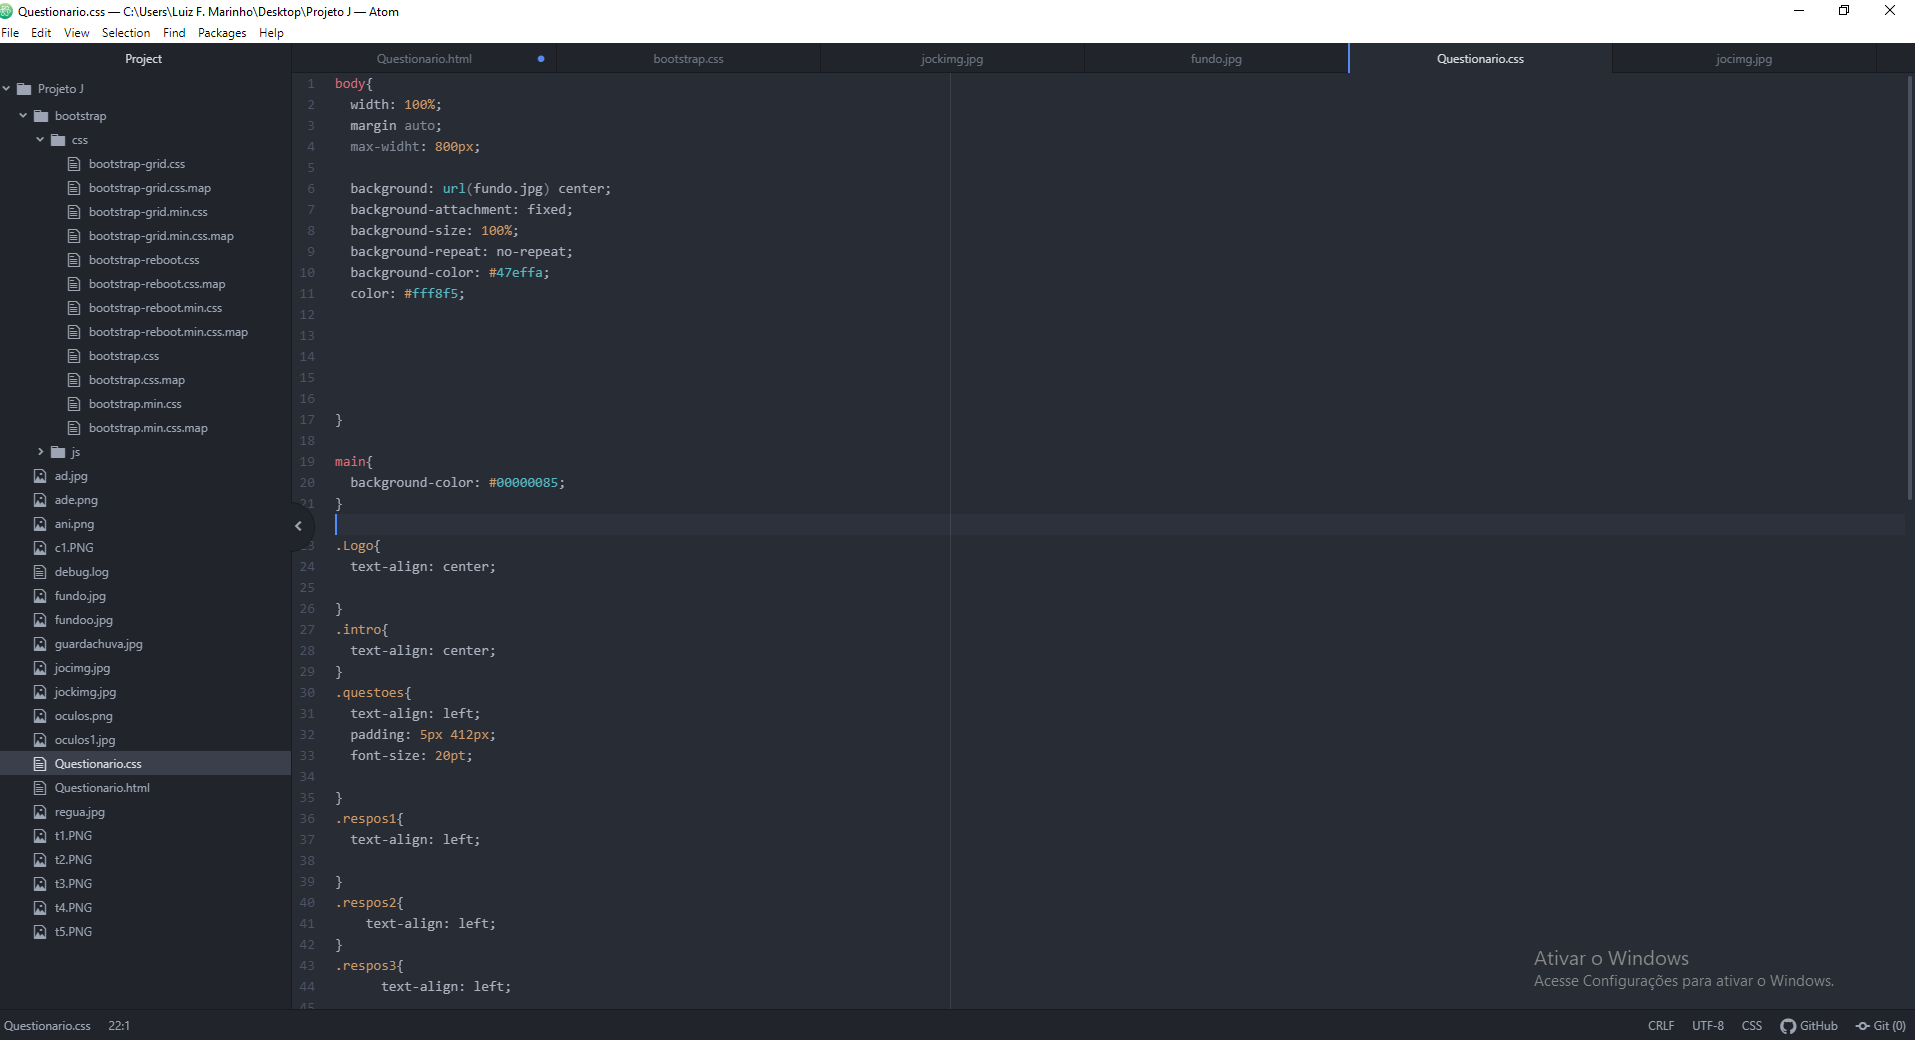 Questionario.css — C:\Users\Luiz F. Marinho\Desktop\Projeto J — Atom
File Edit View Selection Find Packages Help
Project
Projeto J
bootstrap
css
bootstrap-grid.css
bootstrap-grid.css.map
bootstrap-grid.min.css
bootstrap-grid.min.css.map
bootstrap-reboot.css
bootstrap-reboot.css.map
bootstrap-reboot.min.css
bootstrap-reboot.min.css.map
bootstrap.css
bootstrap.css.map
bootstrap.min.css
bootstrap.min.css.map
js
ad.jpg
ade.png
ani.png
c1.PNG
debug.log
fundo.jpg
fundoo.jpg
guardachuva.jpg
jocimg.jpg
jockimg.jpg
oculos.png
oculos1.jpg
Questionario.css
Questionario.html
regua.jpg
t1.PNG
t2.PNG
t3.PNG
t4.PNG
t5.PNG
Questionario.html bootstrap.css jockimg.jpg fundo.jpg Questionario.css jocimg.jpg
1 body{
2 width: 100%;
3 margin auto;
4 max-widht: 800px;
5
6 background: url(fundo.jpg) center;
7 background-attachment: fixed;
8 background-size: 100%;
9 background-repeat: no-repeat;
10 background-color: #47effa;
11 color: #fff8f5;
12
13
14
15
16
17 }
18
19 main{
20 background-color: #00000085;
21 }
23 .Logo{
24 text-align: center;
25
26 }
27 .intro{
28 text-align: center;
29 }
30 .questoes{
31 text-align: left;
32 padding: 5px 412px;
33 font-size: 20pt;
34
35 }
36 .respos1{
37 text-align: left;
38
39 }
40 .respos2{
41 text-align: left;
42 }
43 .respos3{
44 text-align: left;
45
Ativar o Windows
Acesse Configurações para ativar o Windows.
Questionario.css 22:1 CRLF UTF-8 CSS GitHub Git (0)